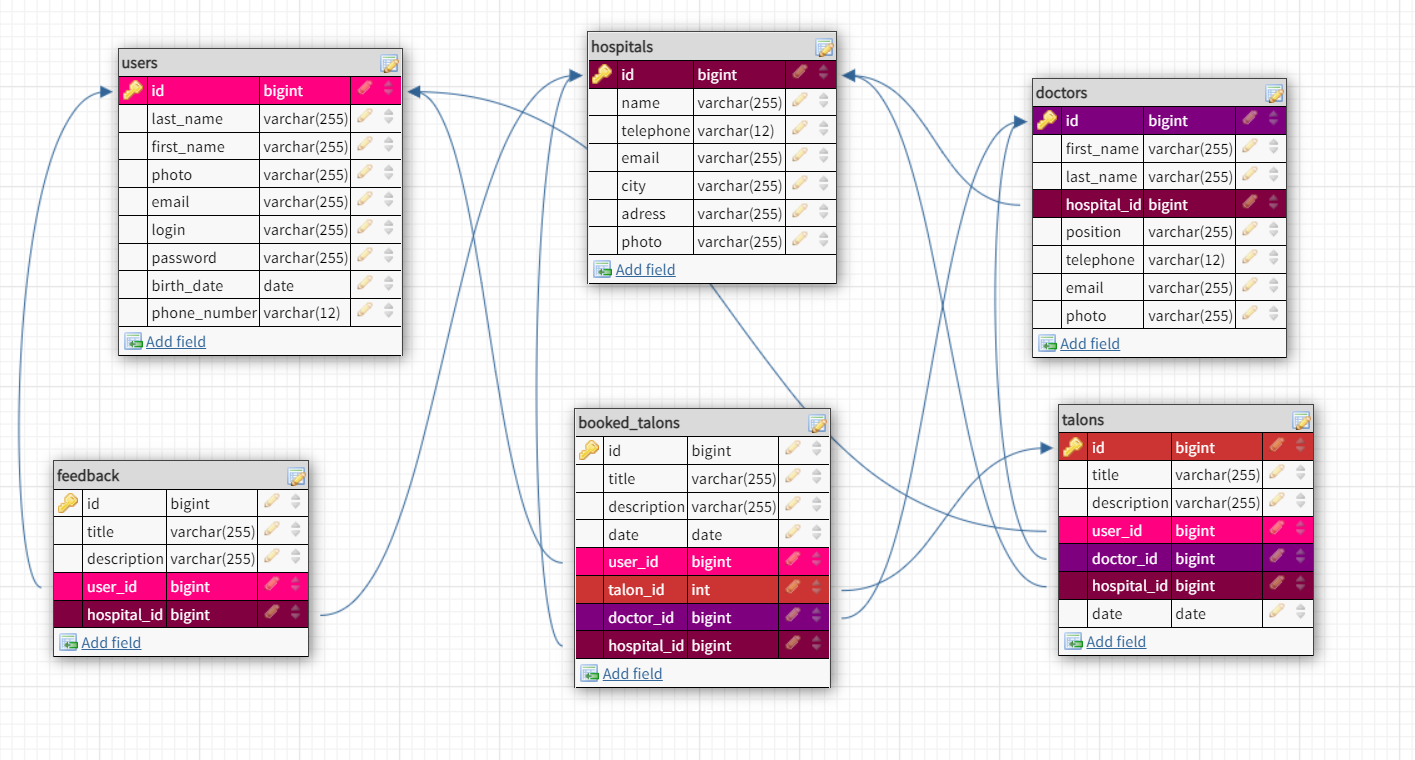 users
id bigint
last_name varchar(255)
first_name varchar(255)
photo varchar(255)
email varchar(255)
login varchar(255)
password varchar(255)
birth_date date
phone_number varchar(12)
Add field
hospitals
id bigint
name varchar(255)
telephone varchar(12)
email varchar(255)
city varchar(255)
adress varchar(255)
photo varchar(255)
Add field
doctors
id bigint
first_name varchar(255)
last_name varchar(255)
hospital_id bigint
position varchar(255)
telephone varchar(12)
email varchar(255)
photo varchar(255)
Add field
feedback
id bigint
title varchar(255)
description varchar(255)
user_id bigint
hospital_id bigint
Add field
booked_talons
id bigint
title varchar(255)
description varchar(255)
date date
user_id bigint
talon_id int
doctor_id bigint
hospital_id bigint
Add field
talons
id bigint
title varchar(255)
description varchar(255)
user_id bigint
doctor_id bigint
hospital_id bigint
date date
Add field